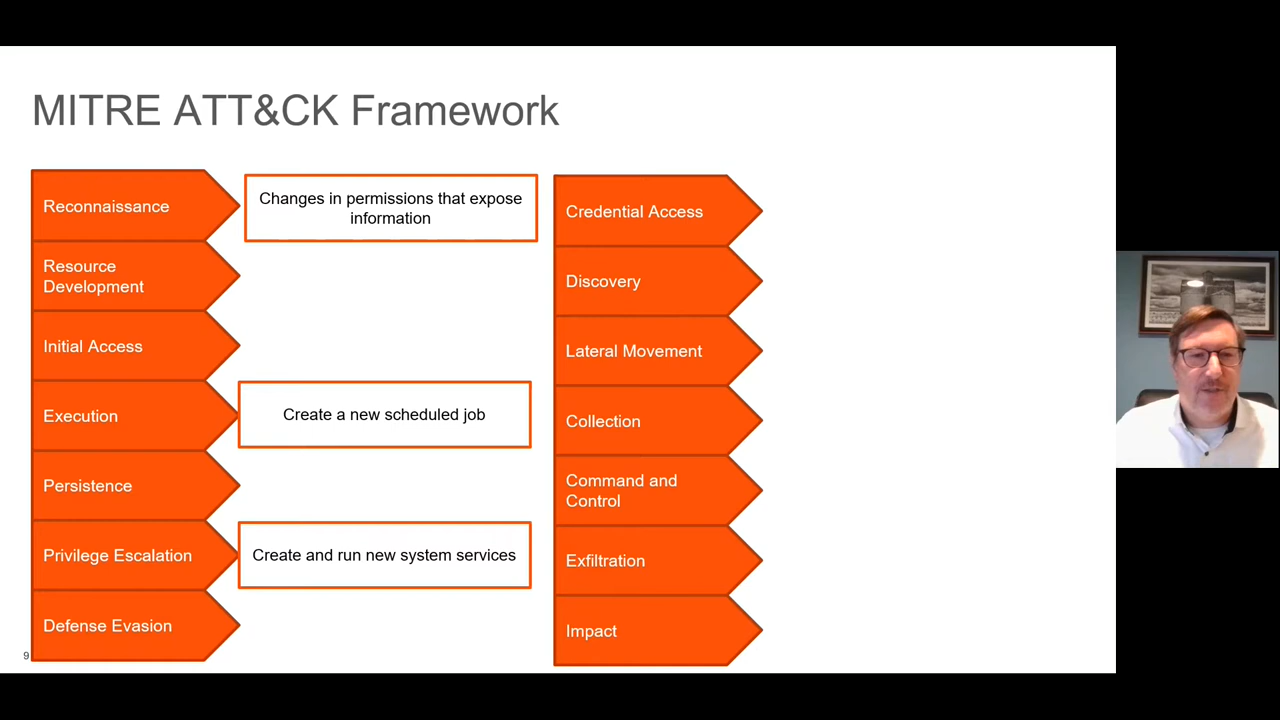 MITRE ATT&CK Framework
Reconnaissance
Changes in permissions that expose
information
Resource
Development
Initial Access
Execution
Create a new scheduled job
Persistence
Privilege Escalation
Create and run new system services
Defense Evasion
Credential Access
Discovery
Lateral Movement
Collection
Command and
Control
Exfiltration
Impact
9